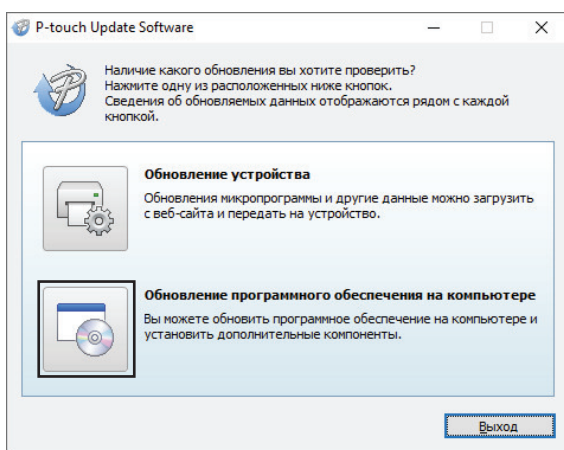 P-touch Update Software
Наличие какого обновления вы хотите проверить?
Нажмите одну из расположенных ниже кнопок.
Сведения об обновляемых данных отображаются рядом с каждой
кнопкой.
Обновление устройства
Обновления микропрограммы и другие данные можно загрузить
с веб-сайта и передать на устройство.
Обновление программного обеспечения на компьютере
Вы можете обновить программное обеспечение на компьютере и
установить дополнительные компоненты.
Выход